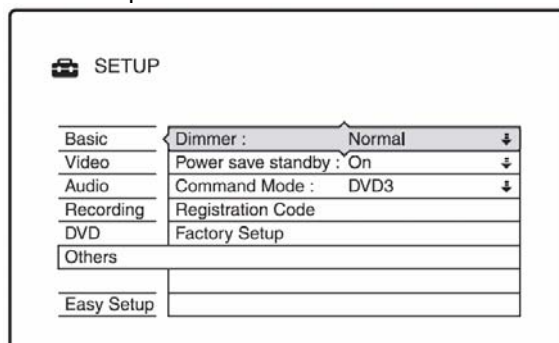 SETUP
Basic Dimmer : Normal
Video Power save standby : On
Audio Command Mode : DVD3
Recording Registration Code
DVD Factory Setup
Others
Easy Setup